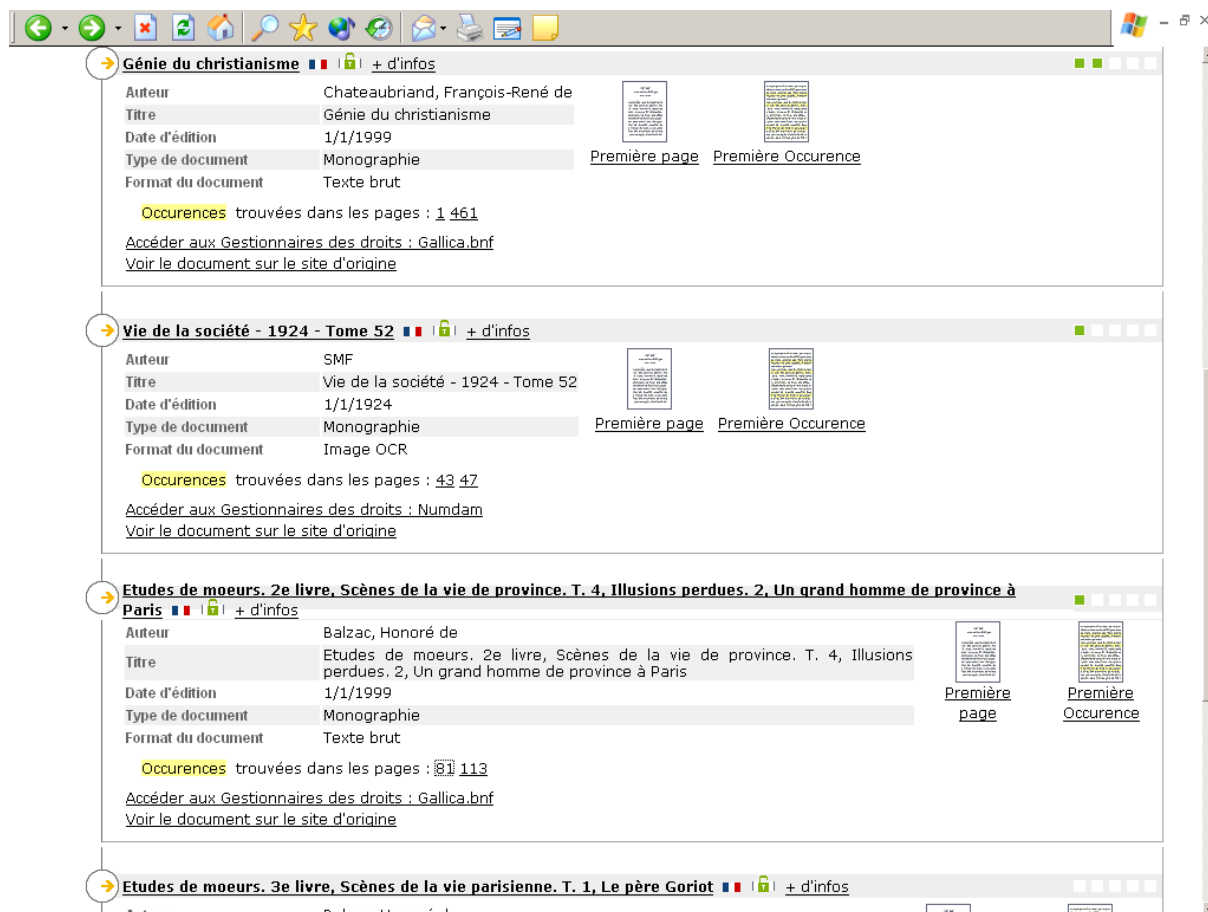 Génie du christianisme + d'infos
Auteur Chateaubriand, François-René de
Titre Génie du christianisme
Date d'édition 1/1/1999
Type de document Monographie
Première page Première Occurence
Format du document Texte brut
Occurences trouvées dans les pages : 1 461
Accéder aux Gestionnaires des droits : Gallica.bnf
Voir le document sur le site d'origine
Vie de la société - 1924 - Tome 52 + d'infos
Auteur SMF
Titre Vie de la société - 1924 - Tome 52
Date d'édition 1/1/1924
Type de document Monographie
Première page Première Occurence
Format du document Image OCR
Occurences trouvées dans les pages : 43 47
Accéder aux Gestionnaires des droits : Numdam
Voir le document sur le site d'origine
Etudes de moeurs. 2e livre, Scènes de la vie de province. T. 4, Illusions perdues. 2, Un grand homme de province à
Paris + d'infos
Auteur Balzac, Honoré de
Titre Etudes de moeurs. 2e livre, Scènes de la vie de province. T. 4, Illusions
perdues. 2, Un grand homme de province à Paris
Date d'édition 1/1/1999
Première page Première Occurence
Type de document Monographie
Format du document Texte brut
Occurences trouvées dans les pages : 81 113
Accéder aux Gestionnaires des droits : Gallica.bnf
Voir le document sur le site d'origine
Etudes de moeurs. 3e livre, Scènes de la vie parisienne. T. 1, Le père Goriot + d'infos